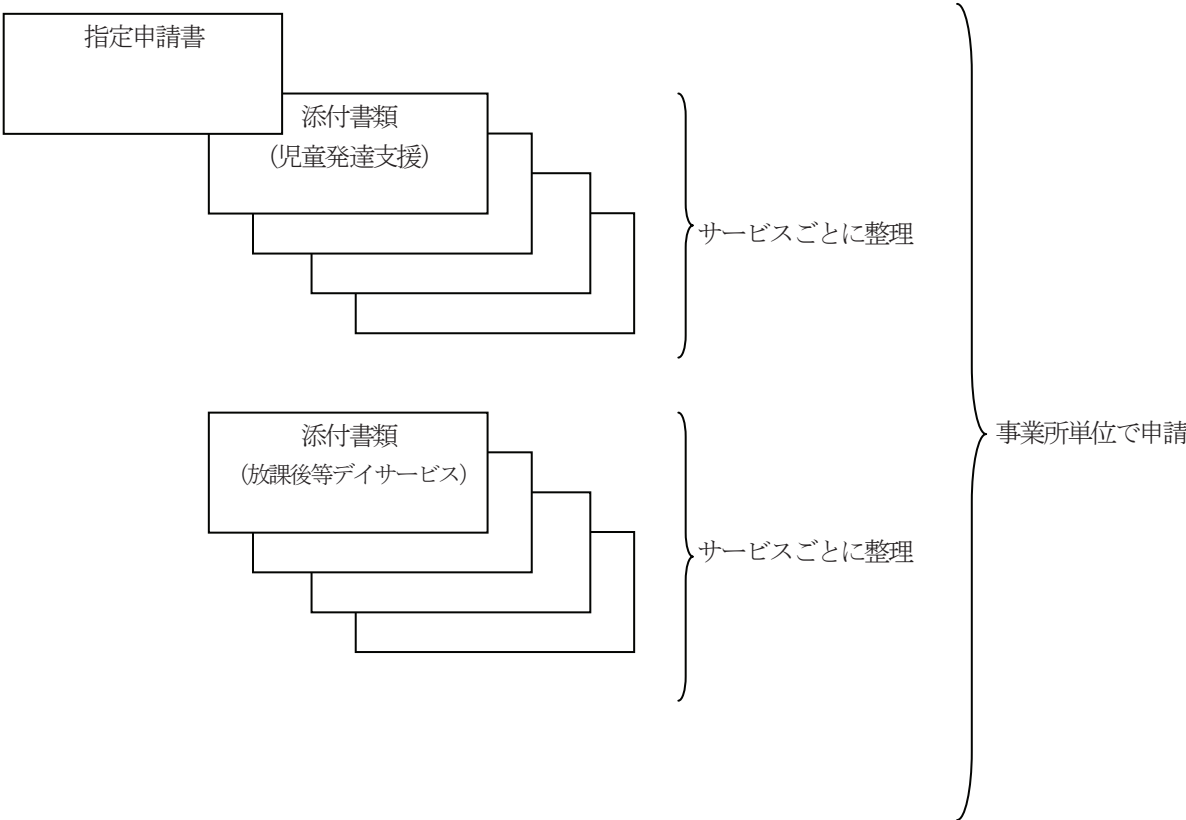 指定申請書
添付書類
（児童発達支援）
サービスごとに整理
添付書類
（放課後等デイサービス）
サービスごとに整理
事業所単位で申請